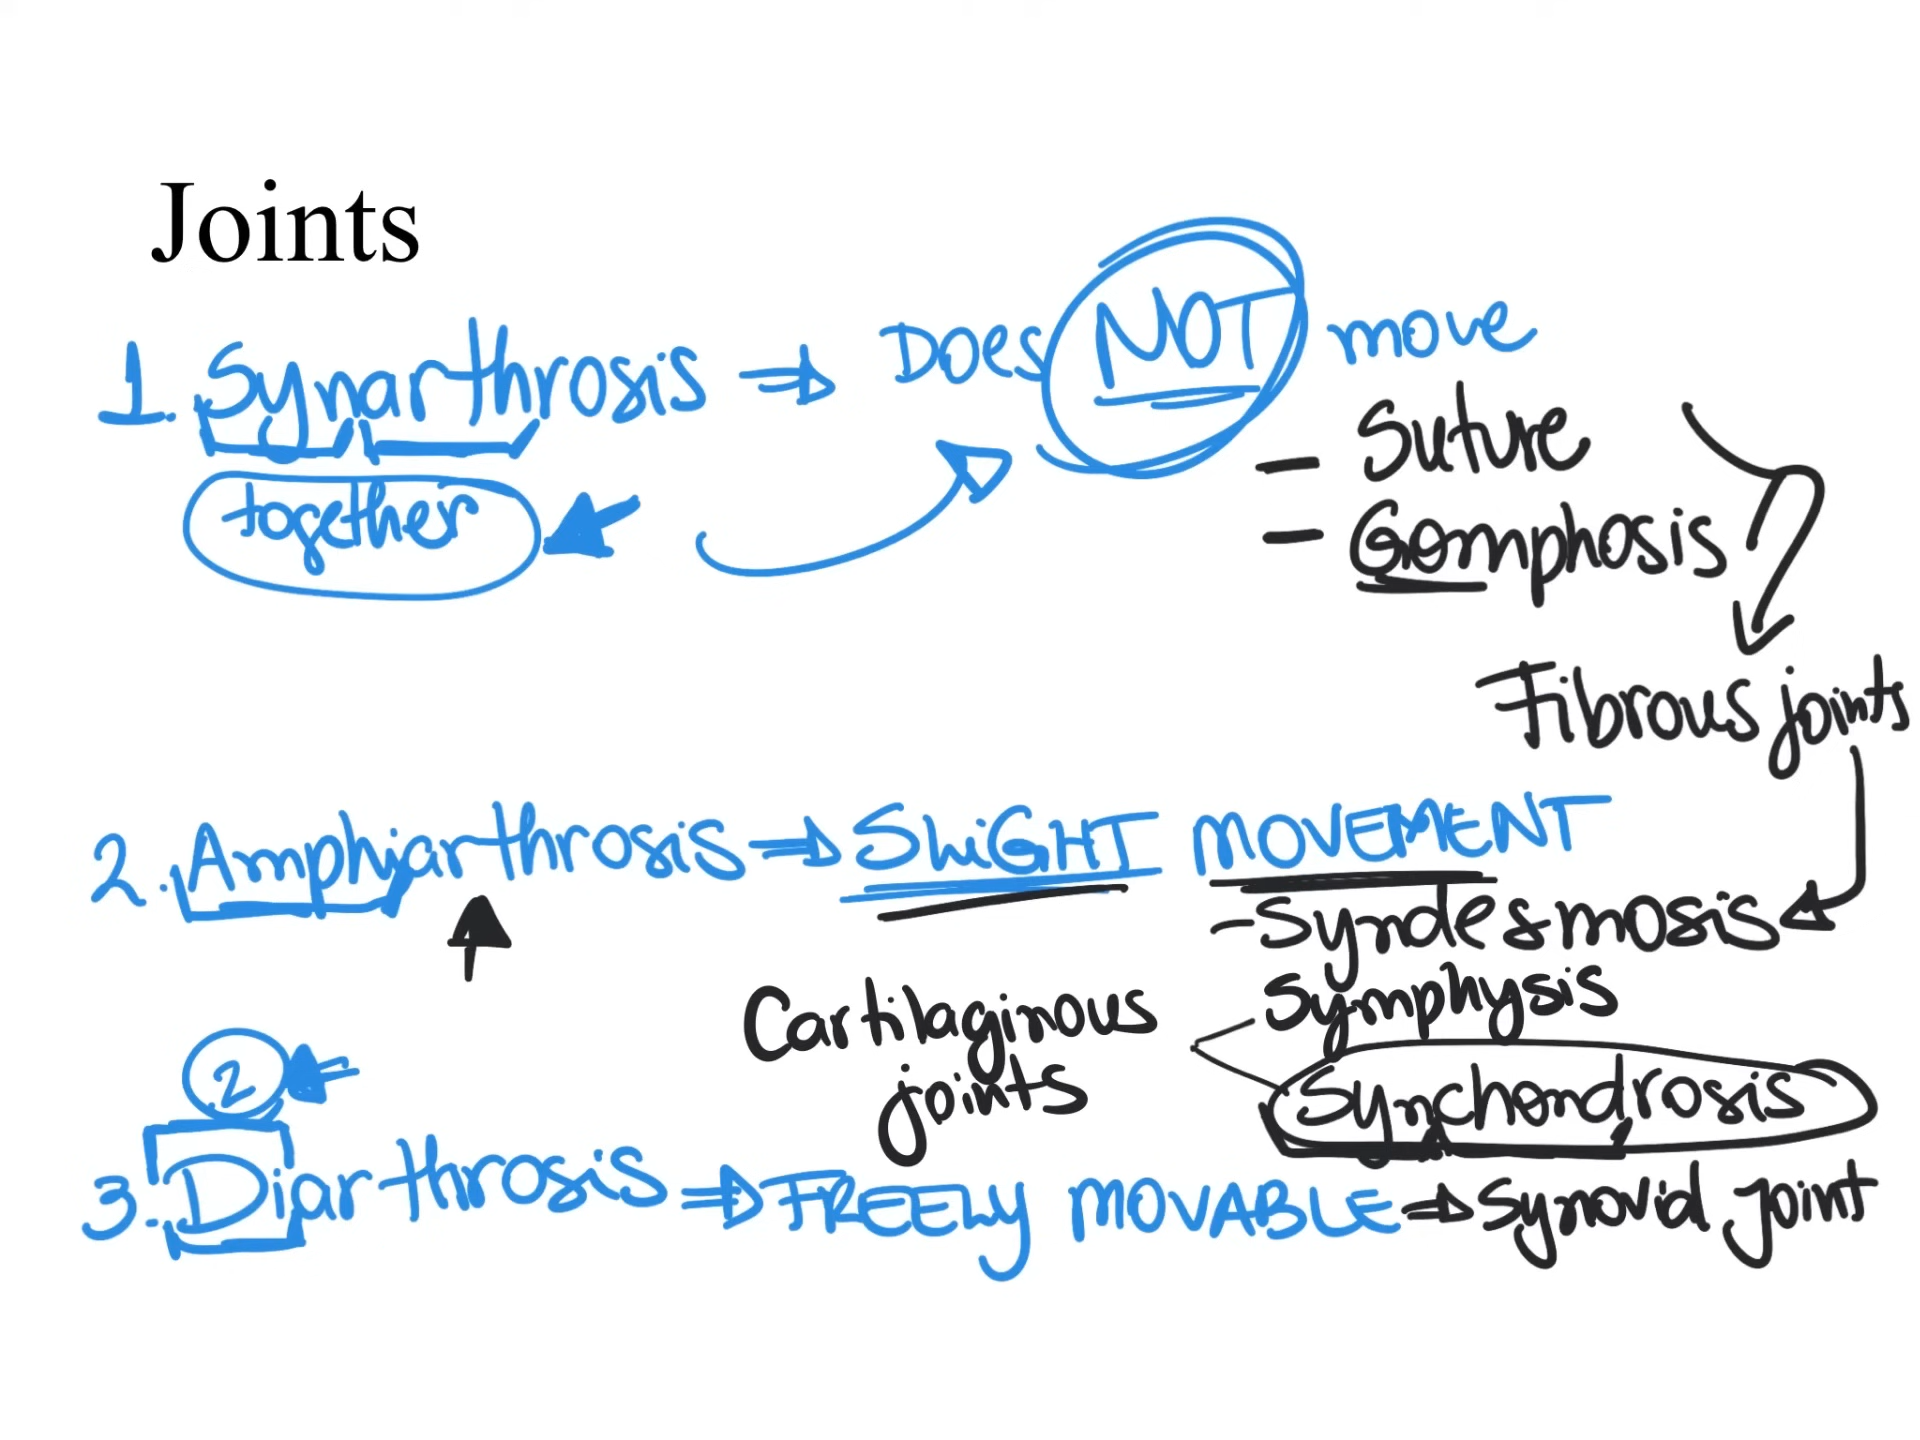 Joints
1. Synarthrosis ⇒ Does NOT move
together
- Suture
- Gomphosis
Fibrous joints
2. Amphiarthrosis ⇒ SLiGHT MOVEMENT
- Syndesmosis
Symphysis
Cartilaginous joints
Synchondrosis
2
3. Diarthrosis ⇒ FREELY MOVABLE ⇒ Synovid joint